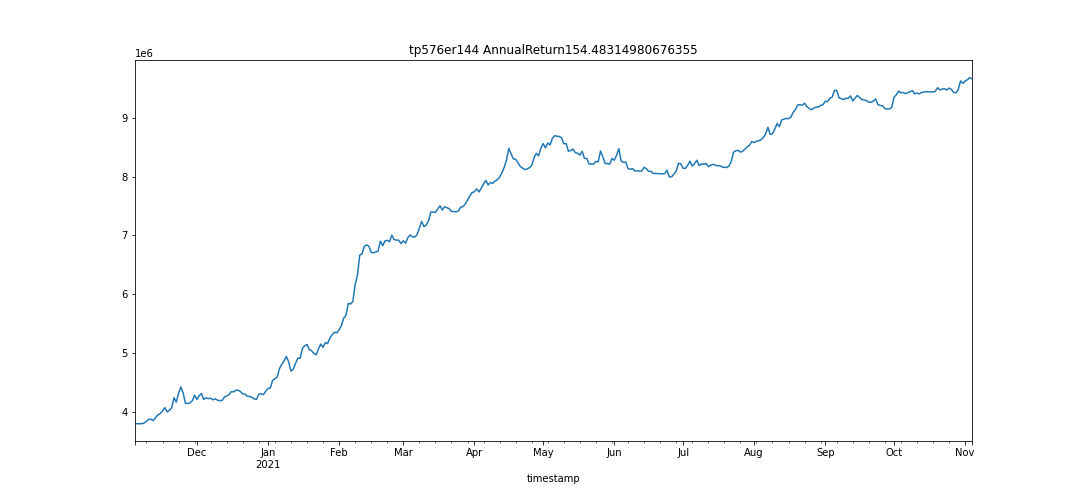 tp576er144 AnnualReturn154.48314980676355
1e6
9
8
7
6
5
4
Dec Jan Feb Mar Apr May Jun Jul Aug Sep Oct Nov
2021
timestamp